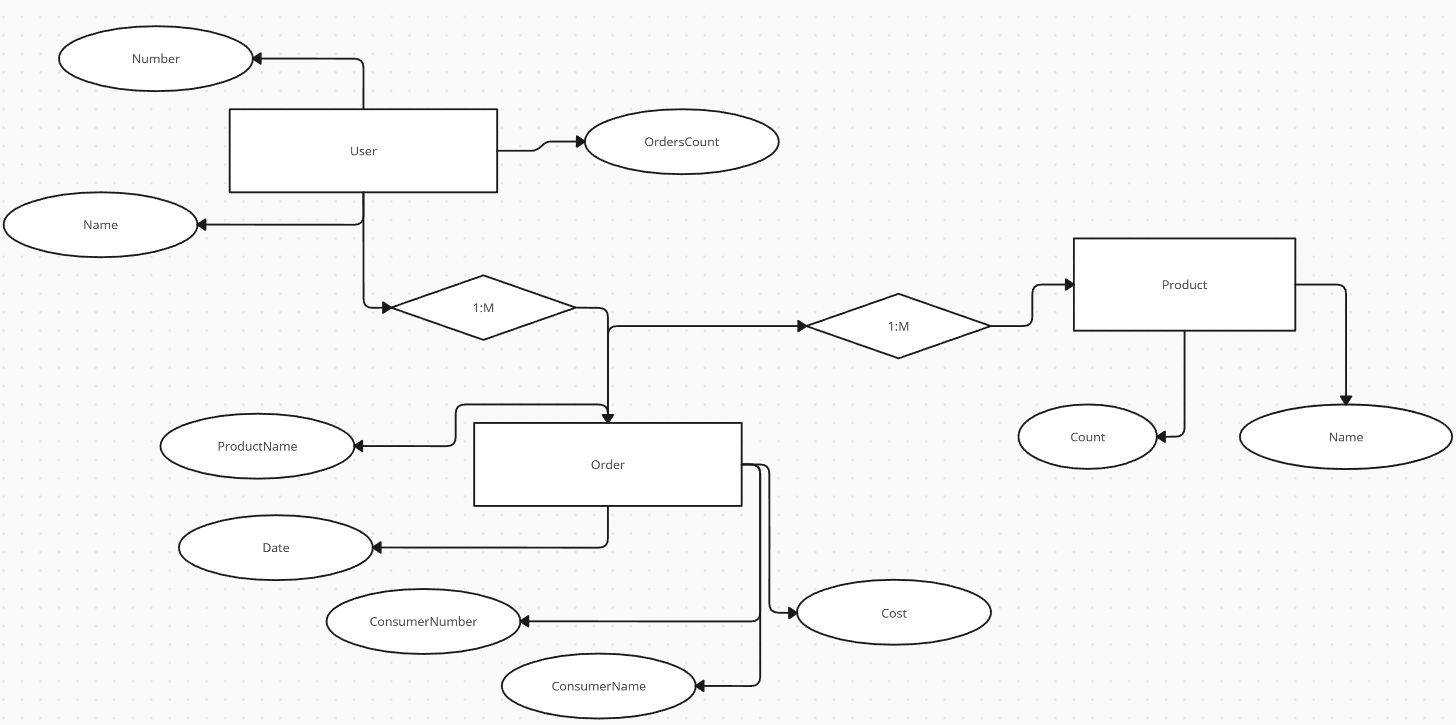 Number
User
OrdersCount
Name
1:M
1:M
Product
ProductName
Order
Count
Name
Date
ConsumerNumber
Cost
ConsumerName